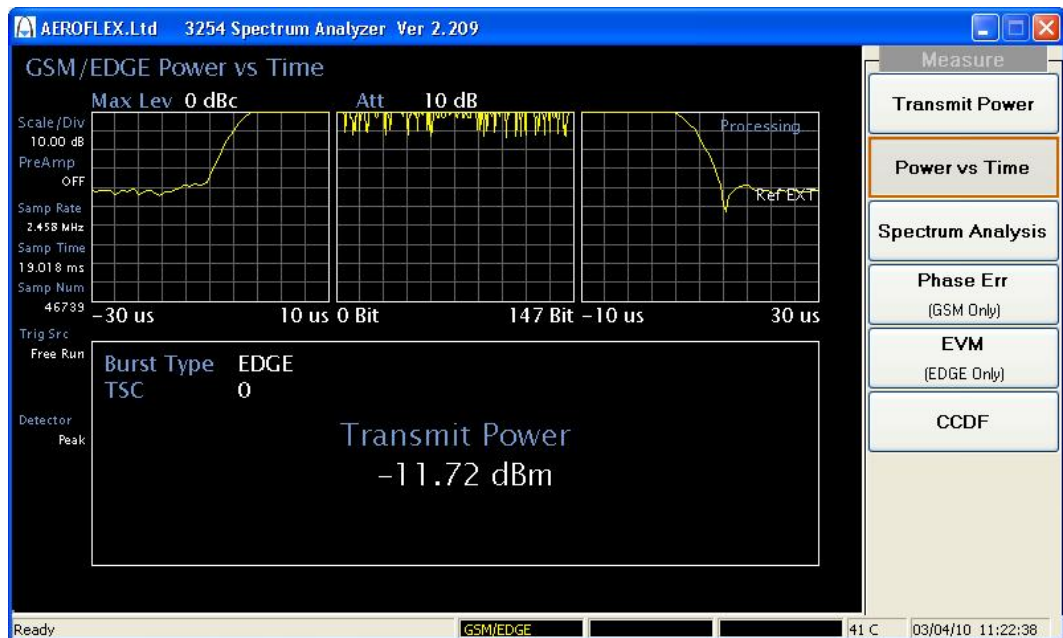 AEROFLEX.Ltd 3254 Spectrum Analyzer Ver 2.209
GSM/EDGE Power vs Time
Max Lev 0 dBc Att 10 dB
Scale/Div
10.00 dB
PreAmp
OFF
Samp Rate
2.458 MHz
Samp Time
19.018 ms
Samp Num
46739
Trig Src
Free Run
Detector
Peak
Processing
Ref EXT
-30 us 10 us 0 Bit 147 Bit -10 us 30 us
Burst Type EDGE
TSC 0
Transmit Power
-11.72 dBm
Measure
Transmit Power
Power vs Time
Spectrum Analysis
Phase Err
(GSM Only)
EVM
(EDGE Only)
CCDF
Ready GSM/EDGE 41 C 03/04/10 11:22:38